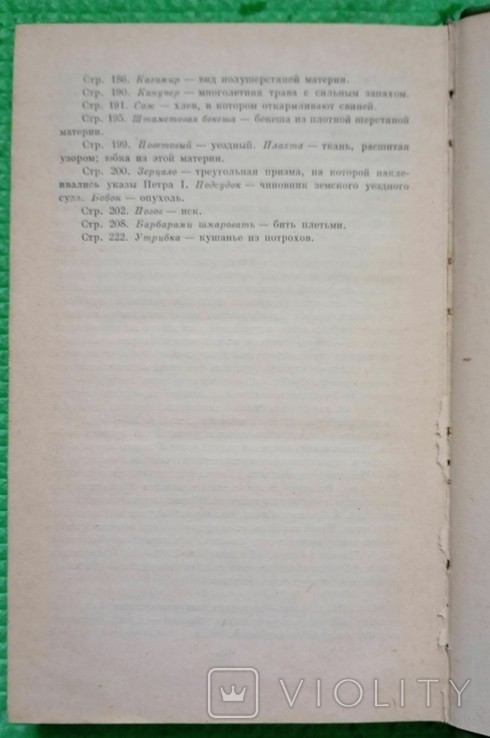 Стр. 186. Казимир — вид полушерстяной материи.
Стр. 190. Канупер — многолетняя трава с сильным запахом.
Стр. 191. Саж — хлев, в котором откармливают свиней.
Стр. 195. Штаметовая бекеша — бекеша из плотной шерстяной
материи.
Стр. 199. Поветовый — уездный. Плахта — ткань, расшитая
узором; юбка из этой материи.
Стр. 200. Зерцало — треугольная призма, на которой накле-
ивались указы Петра I. Подсудок — чиновник земского уездного
суда. Бобон — опухоль.
Стр. 202. Позов — иск.
Стр. 208. Барбарами шмаровать — бить плетьми.
Стр. 222. Утрибка — кушанье из потрохов.
VIOLITY